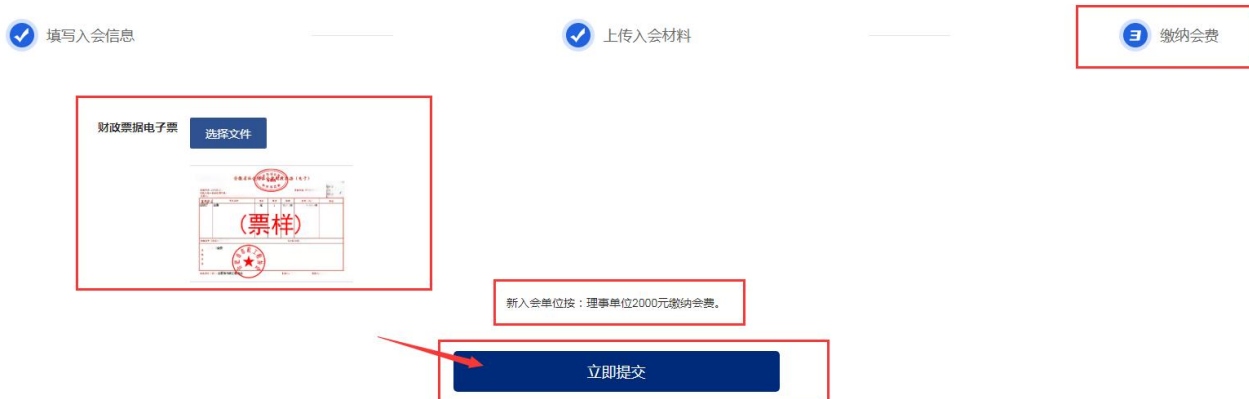 填写入会信息
上传入会材料
3 缴纳会费
财政票据电子票
选择文件
(票样)
新入会单位按：理事单位2000元缴纳会费。
立即提交